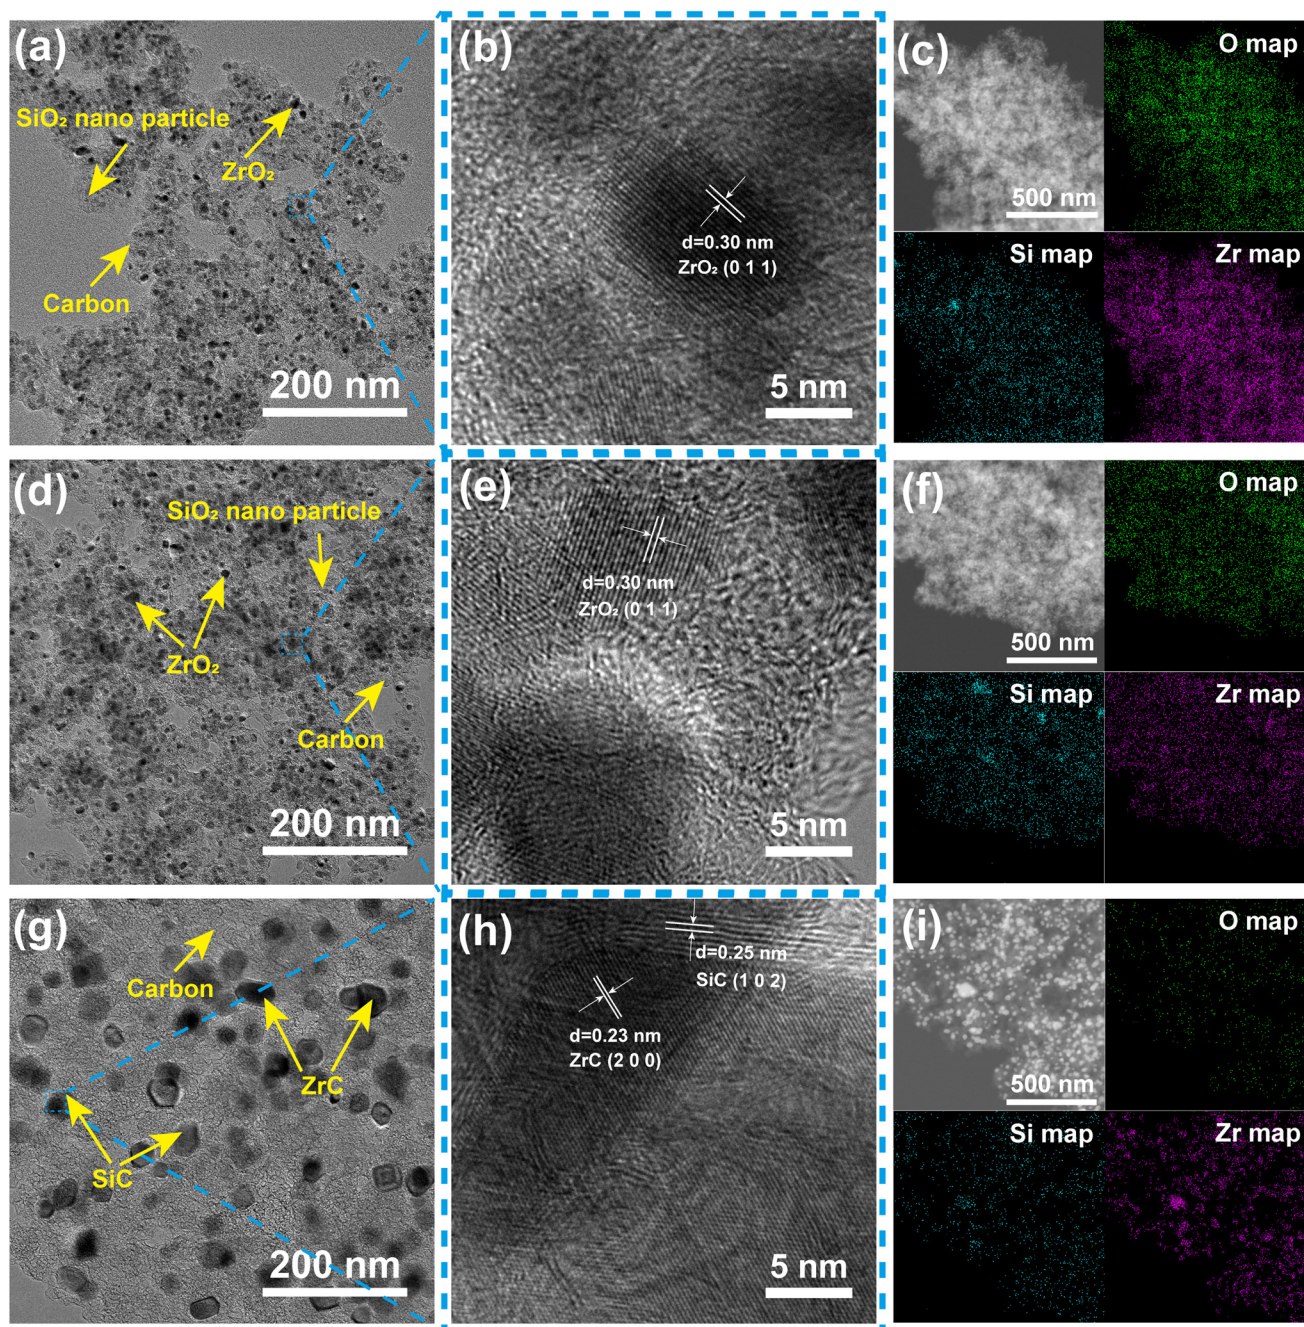 (a)
SiO₂ nano particle
ZrO₂
Carbon
200 nm
(b)
d=0.30 nm
ZrO₂ (0 1 1)
5 nm
(c)
500 nm
O map
Si map
Zr map
(d)
SiO₂ nano particle
ZrO₂
Carbon
200 nm
(e)
d=0.30 nm
ZrO₂ (0 1 1)
5 nm
(f)
500 nm
O map
Si map
Zr map
(g)
Carbon
ZrC
SiC
200 nm
(h)
d=0.25 nm
SiC (1 0 2)
d=0.23 nm
ZrC (2 0 0)
5 nm
(i)
500 nm
O map
Si map
Zr map